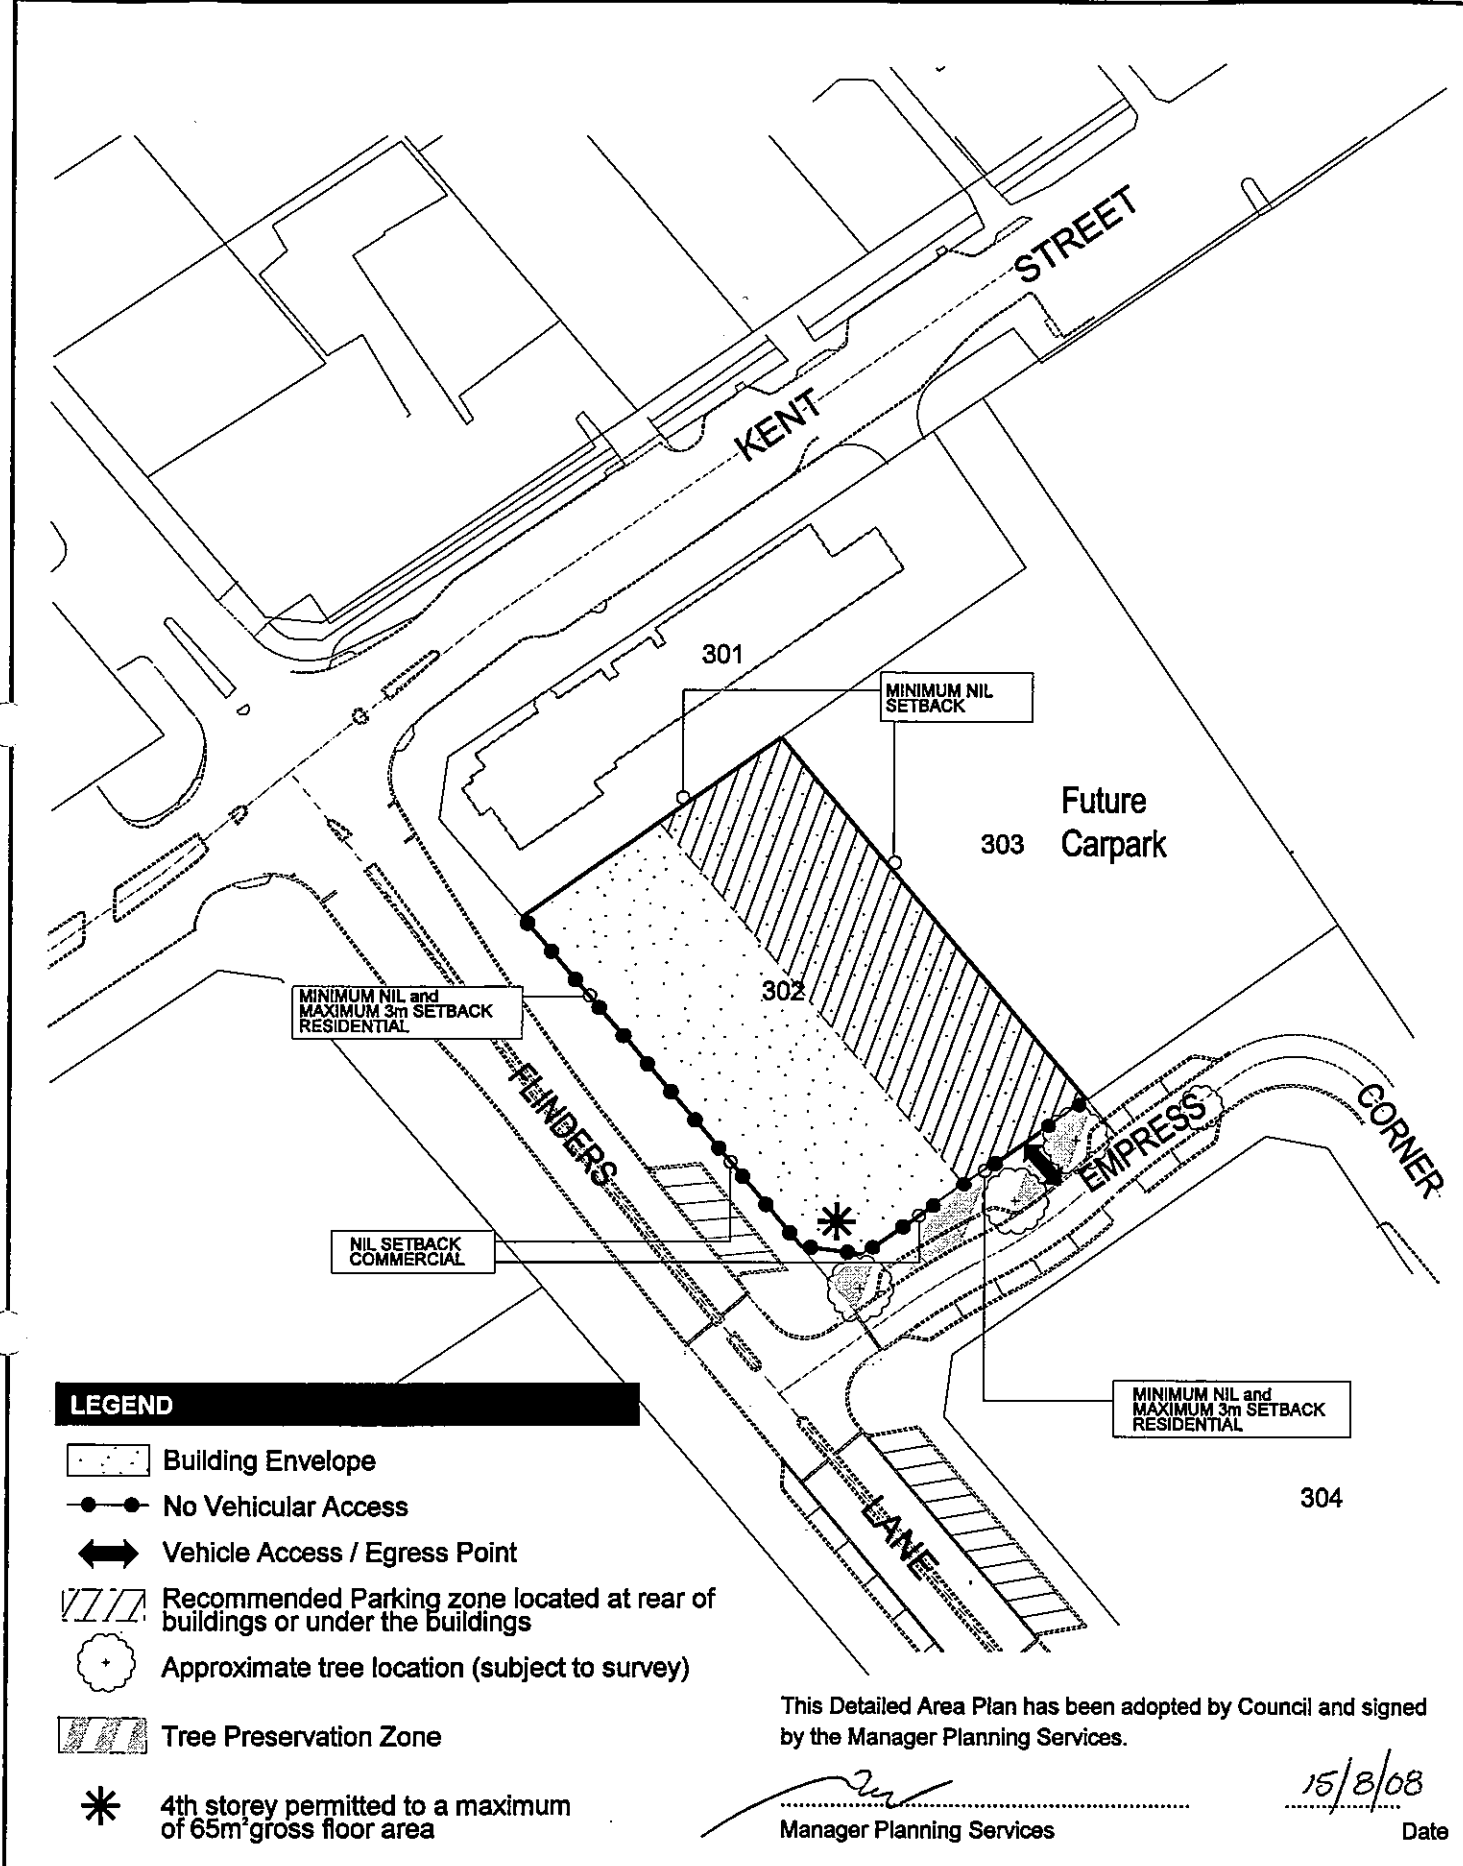 KENT STREET
301
MINIMUM NIL
SETBACK
Future
Carpark
303
302
MINIMUM NIL and
MAXIMUM 3m SETBACK
RESIDENTIAL
FLINDERS
EMPRESS
CORNER
NIL SETBACK
COMMERCIAL
MINIMUM NIL and
MAXIMUM 3m SETBACK
RESIDENTIAL
304
LANE
LEGEND
Building Envelope
No Vehicular Access
Vehicle Access / Egress Point
Recommended Parking zone located at rear of
buildings or under the buildings
Approximate tree location (subject to survey)
Tree Preservation Zone
4th storey permitted to a maximum
of 65m² gross floor area
This Detailed Area Plan has been adopted by Council and signed
by the Manager Planning Services.
15/8/08
Manager Planning Services
Date